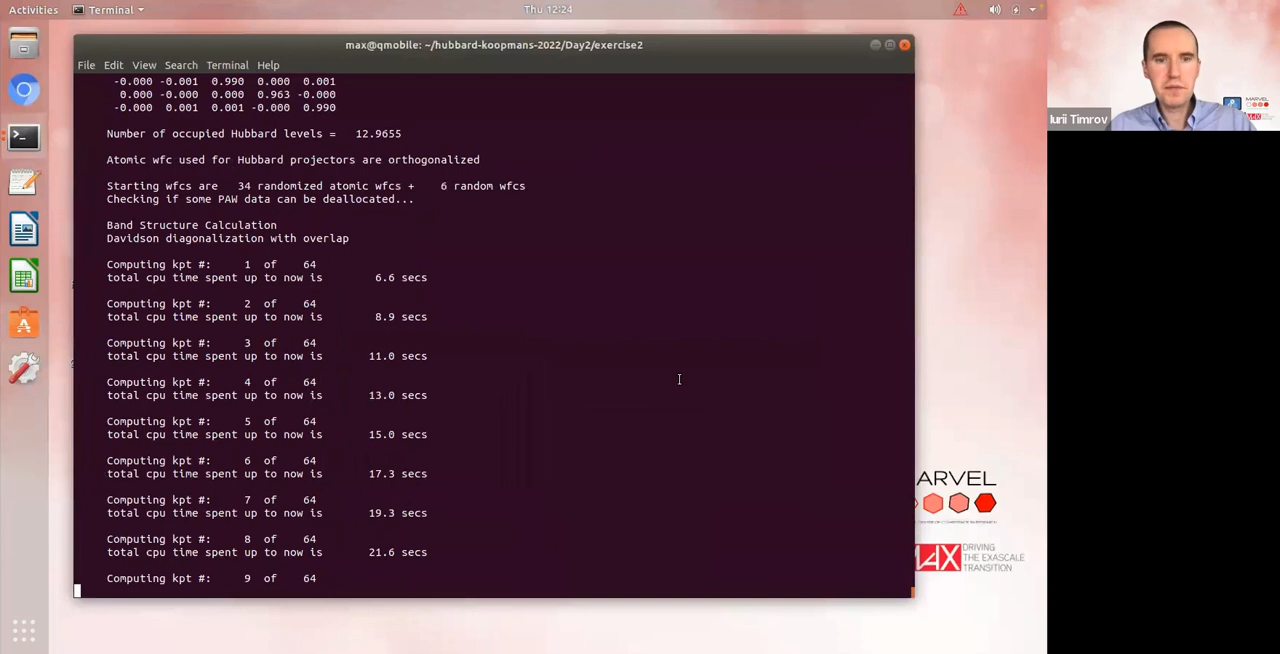 Activities Terminal Thu 12:24
max@qmobile: ~/hubbard-koopmans-2022/Day2/exercise2
File Edit View Search Terminal Help
-0.000 -0.001 0.990 0.000 0.001
0.000 -0.000 0.000 0.963 -0.000
-0.000 0.001 0.001 -0.000 0.990
Number of occupied Hubbard levels = 12.9655
Atomic wfc used for Hubbard projectors are orthogonalized
Starting wfcs are 34 randomized atomic wfcs + 6 random wfcs
Checking if some PAW data can be deallocated...
Band Structure Calculation
Davidson diagonalization with overlap
Computing kpt #: 1 of 64
total cpu time spent up to now is 6.6 secs
Computing kpt #: 2 of 64
total cpu time spent up to now is 8.9 secs
Computing kpt #: 3 of 64
total cpu time spent up to now is 11.0 secs
Computing kpt #: 4 of 64
total cpu time spent up to now is 13.0 secs
Computing kpt #: 5 of 64
total cpu time spent up to now is 15.0 secs
Computing kpt #: 6 of 64
total cpu time spent up to now is 17.3 secs
Computing kpt #: 7 of 64
total cpu time spent up to now is 19.3 secs
Computing kpt #: 8 of 64
total cpu time spent up to now is 21.6 secs
Computing kpt #: 9 of 64
Iurii Timrov
MARVEL
ARVEL
MAX
DRIVING
THE EXASCALE
TRANSITION